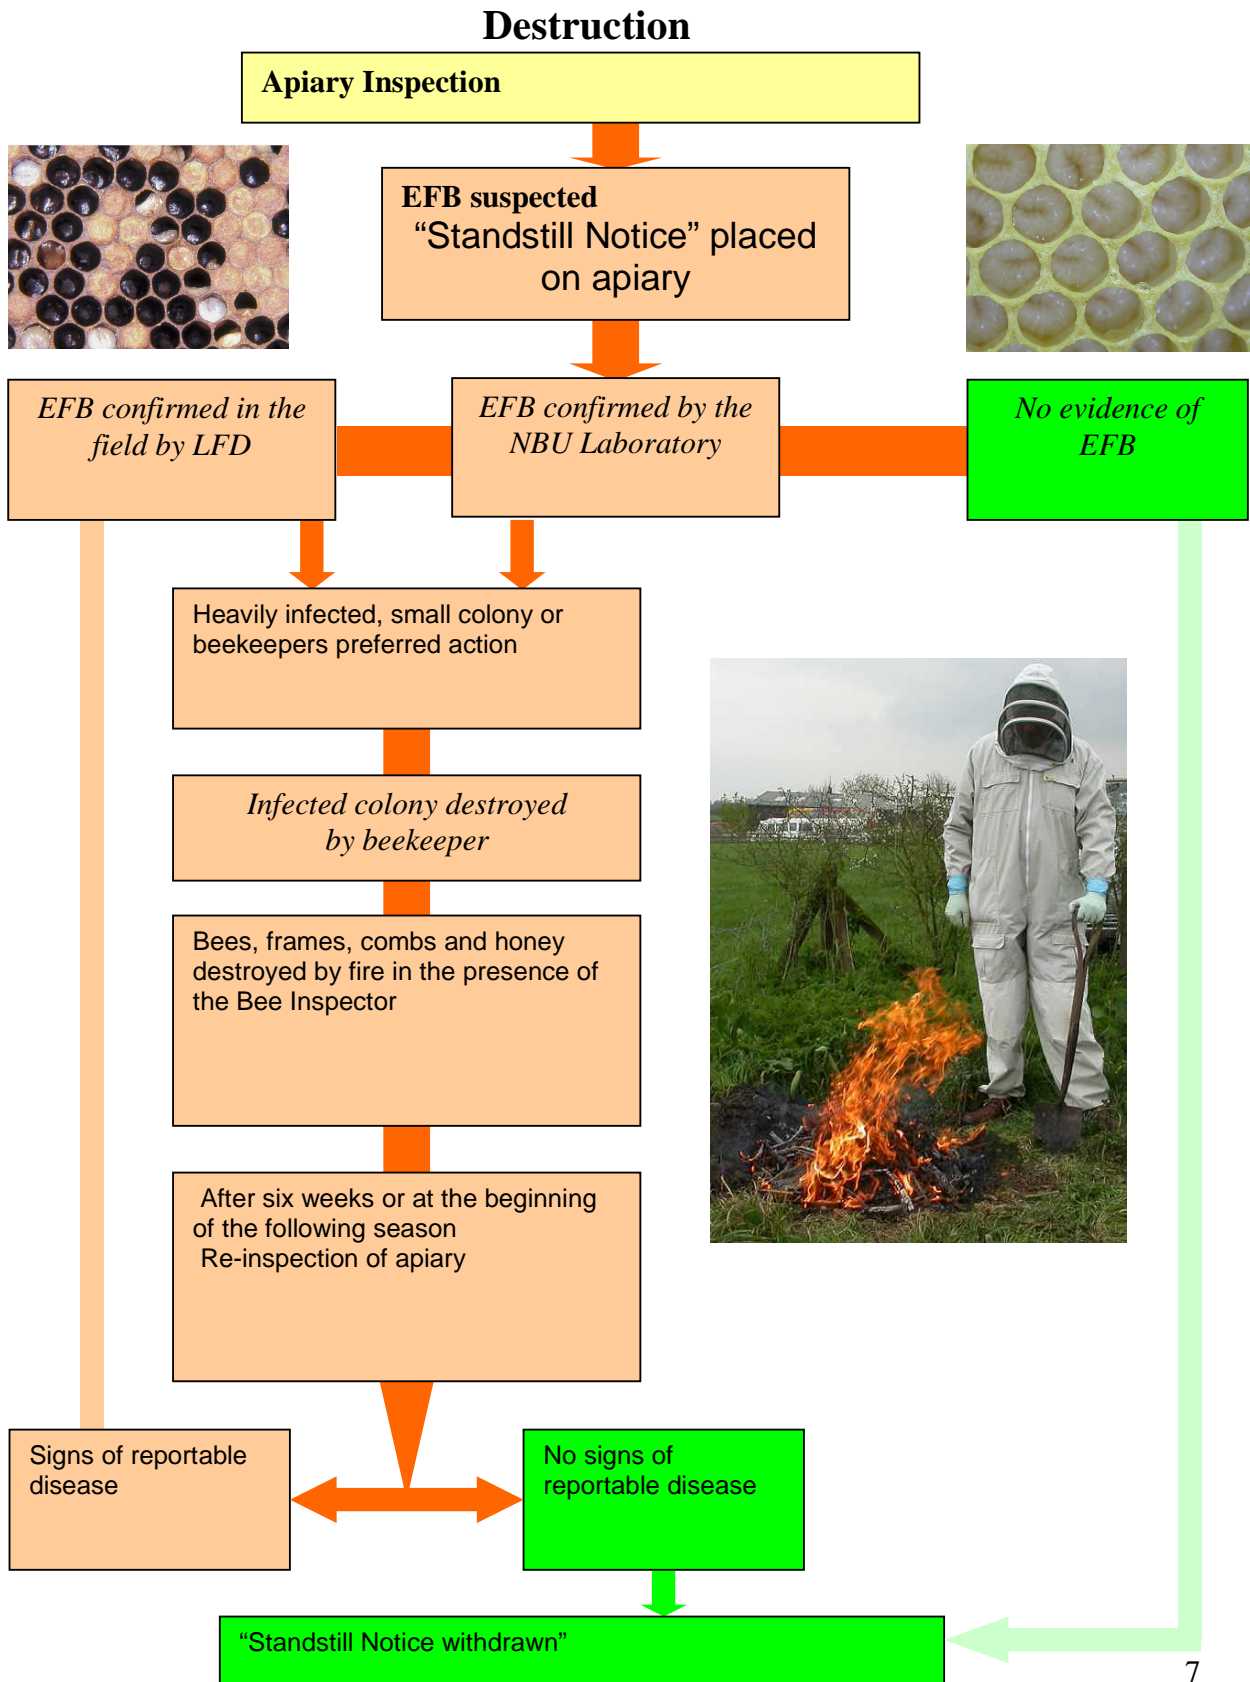 Destruction
Apiary Inspection
EFB suspected
“Standstill Notice” placed
on apiary
EFB confirmed in the
field by LFD
EFB confirmed by the
NBU Laboratory
No evidence of
EFB
Heavily infected, small colony or
beekeepers preferred action
Infected colony destroyed
by beekeeper
Bees, frames, combs and honey
destroyed by fire in the presence of
the Bee Inspector
After six weeks or at the beginning
of the following season
Re-inspection of apiary
Signs of reportable
disease
No signs of
reportable disease
“Standstill Notice withdrawn”
7